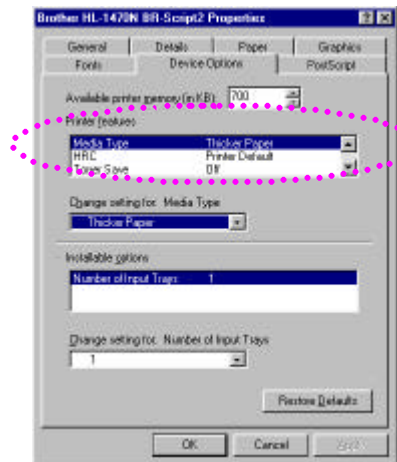 Brother HL-1470N BR-Script2 Properties
General Details Paper Graphics
Fonts Device Options PostScript
Available printer memory (in KB): 700
Printer features
Media Type Thicker Paper
HRC Printer Default
Toner Save Off
Change setting for: Media Type
Thicker Paper
Installable options
Number of Input Trays 1
Change setting for: Number of Input Trays
1
Restore Defaults
OK Cancel Apply